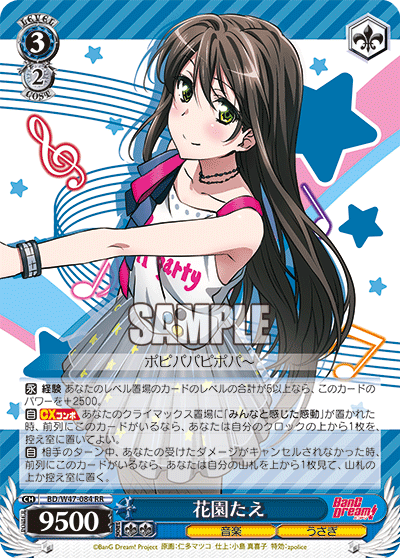 LEVEL
3
2
COST
Party
SAMPLE
ポピパパピポパ～
永 経験 あなたのレベル置場のカードのレベルの合計が6以上なら、このカードの
パワーを+2500。
自 CXコンボ あなたのクライマックス置場に「みんなと感じた感動」が置かれた
時、前列にこのカードがいるなら、あなたは自分のクロックの上から1枚を
控え室に置いてよい。
自 相手のターン中、あなたの受けたダメージがキャンセルされなかった時、
前列にこのカードがいるなら、あなたは自分の山札を上から1枚見て、山札の
上か控え室に置く。
CH BD/W47-084 RR
花園たえ
BanG Dream!
POWER
9500
音楽
うさぎ
©BanG Dream! Project 原画:仁多マツコ 仕上:小島 真喜子 特効:apolice